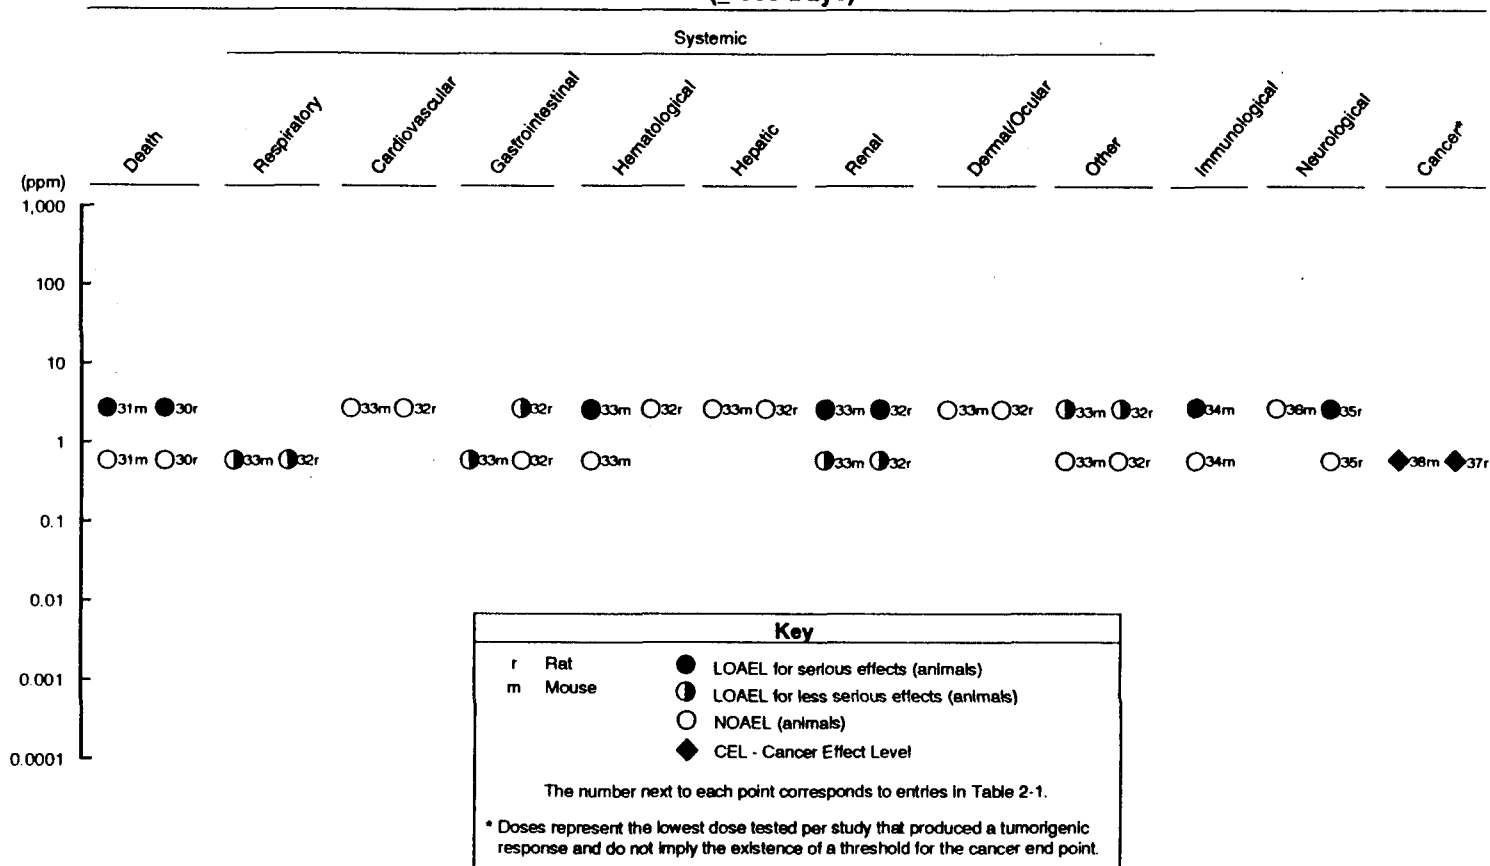 Systemic
Death
Respiratory
Cardiovascular
Gastrointestinal
Hematological
Hepatic
Renal
Dermal/Ocular
Other
Immunological
Neurological
Cancer*
(ppm)
1,000
100
10
31m 30r 33m 32r 32r 33m 32r 33m 32r 33m 32r 33m 32r 33m 32r 34m 36m 35r
1
31m 30r 33m 32r 33m 32r 33m 33m 32r 33m 32r 34m 35r 38m 37r
0.1
0.01
0.001
0.0001
Key
r Rat LOAEL for serious effects (animals)
m Mouse LOAEL for less serious effects (animals)
NOAEL (animals)
CEL - Cancer Effect Level
The number next to each point corresponds to entries in Table 2-1.
* Doses represent the lowest dose tested per study that produced a tumorigenic
response and do not imply the existence of a threshold for the cancer end point.